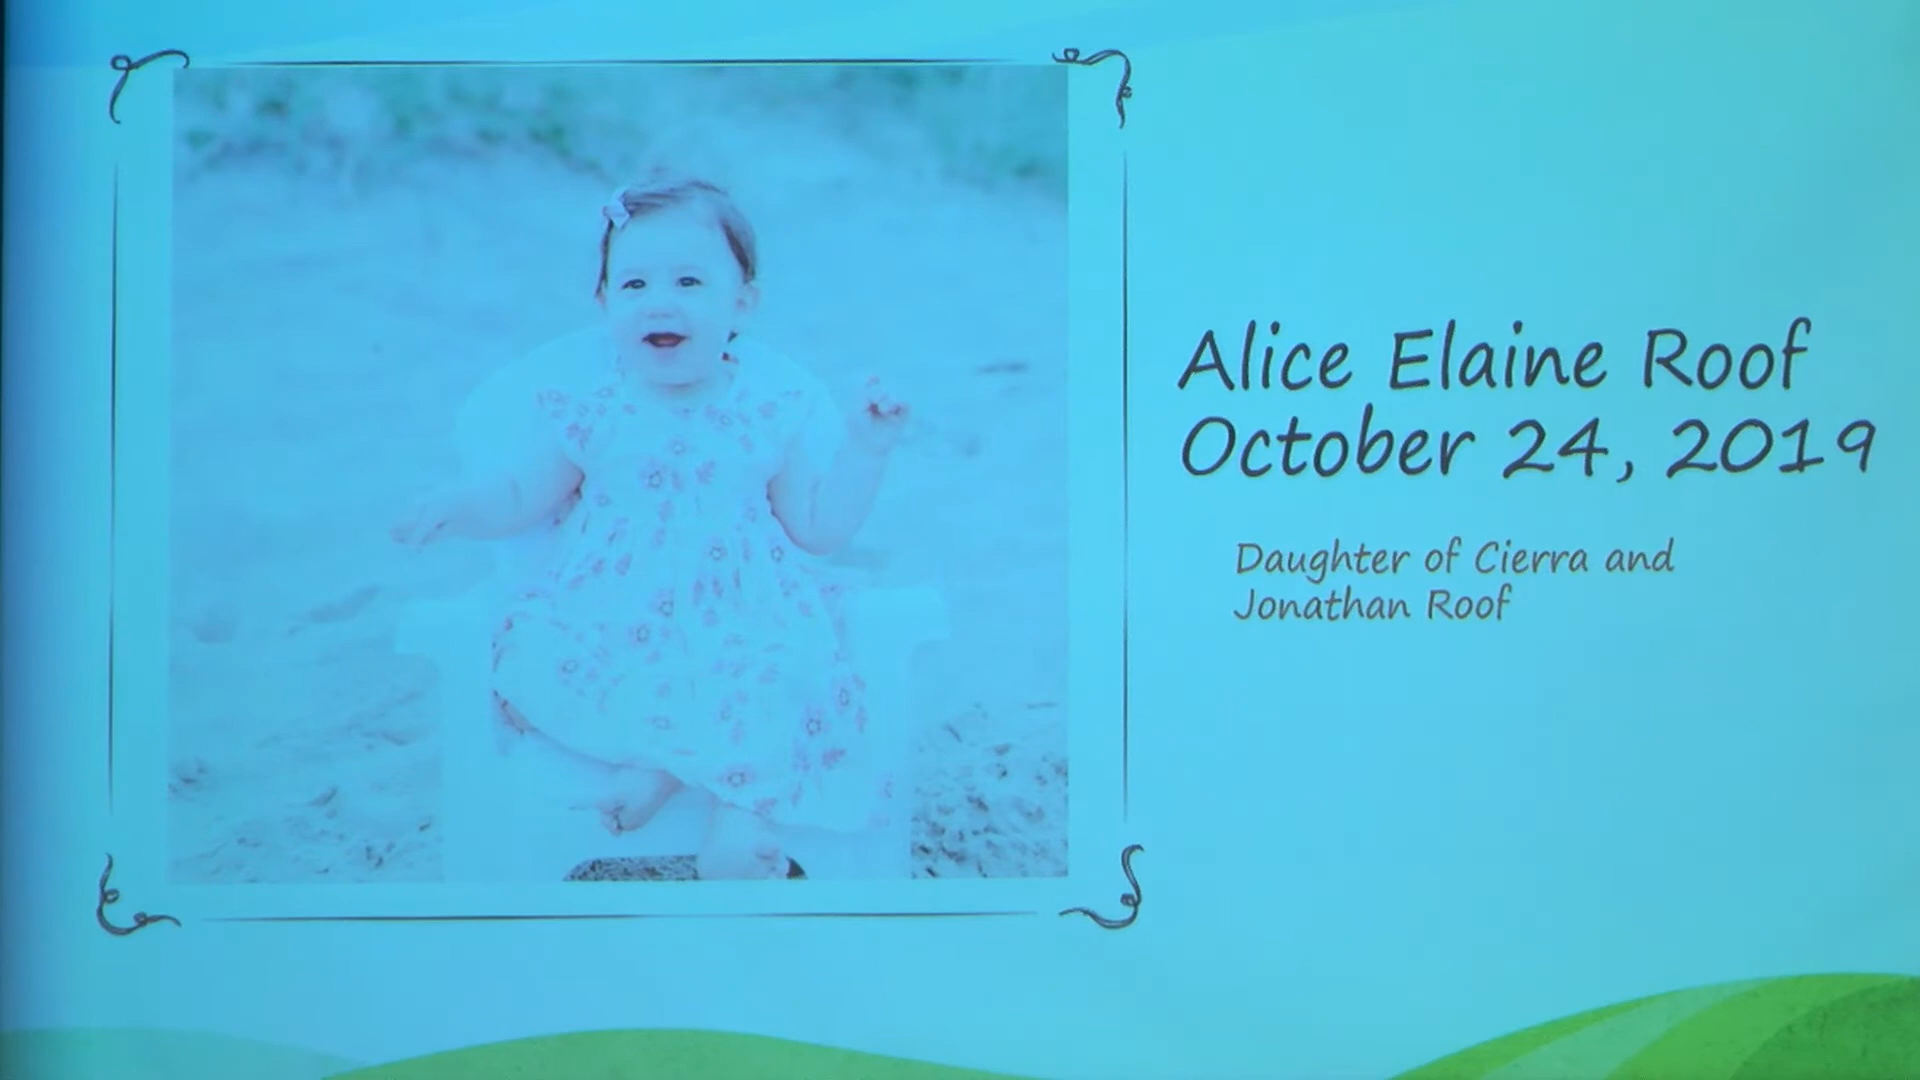 Alice Elaine Roof
October 24, 2019
Daughter of Cierra and
Jonathan Roof